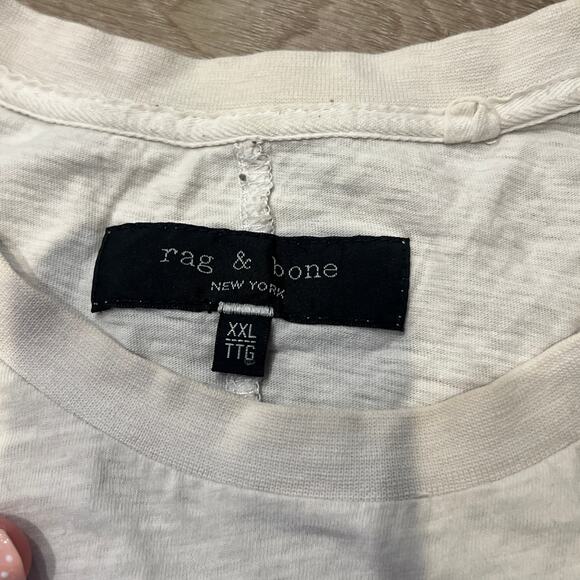 rag & bone
NEW YORK
XXL
TTG